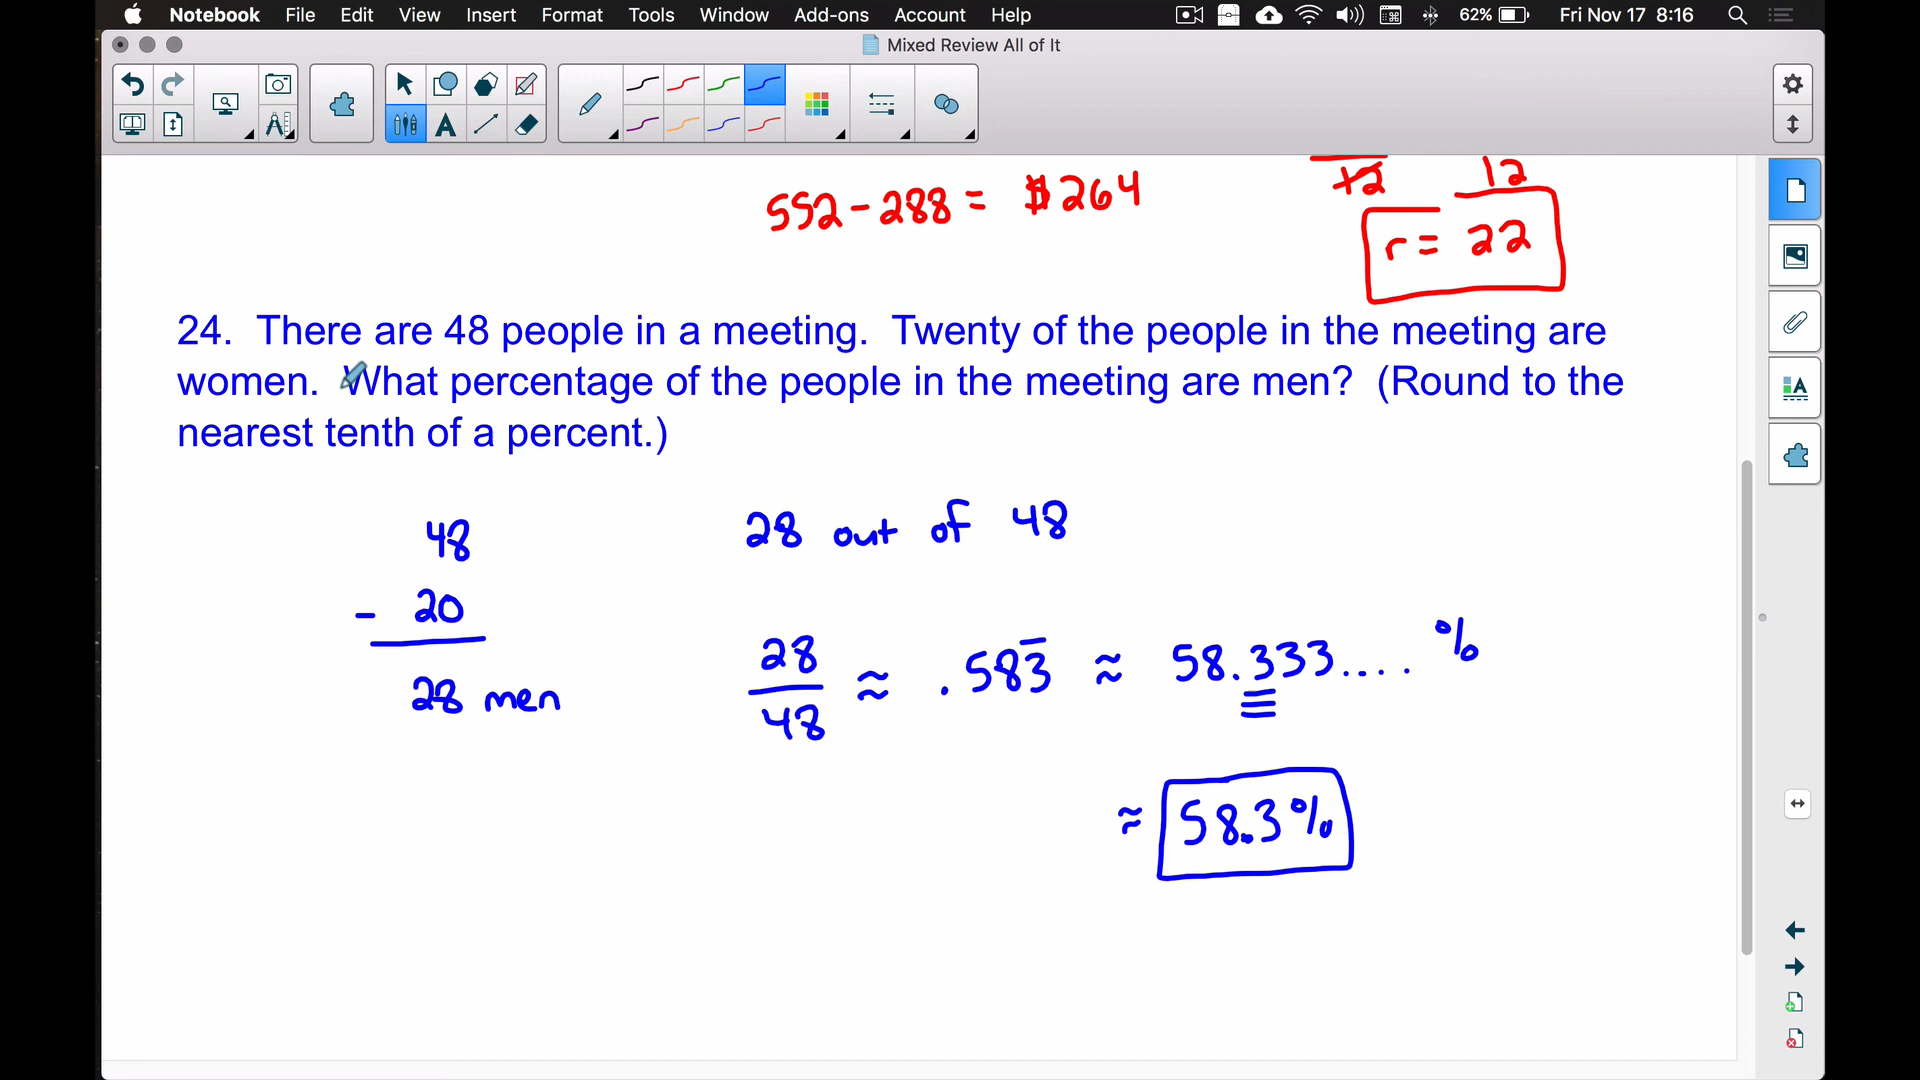 Notebook File Edit View Insert Format Tools Window Add-ons Account Help 62% Fri Nov 17 8:16
Mixed Review All of It
552 - 288 = $264
12 12
r = 22
24. There are 48 people in a meeting. Twenty of the people in the meeting are
women. What percentage of the people in the meeting are men? (Round to the
nearest tenth of a percent.)
48
- 20
28 men
28 out of 48
28/48 ≈ .583̅ ≈ 58.333.... %
≈ 58.3%